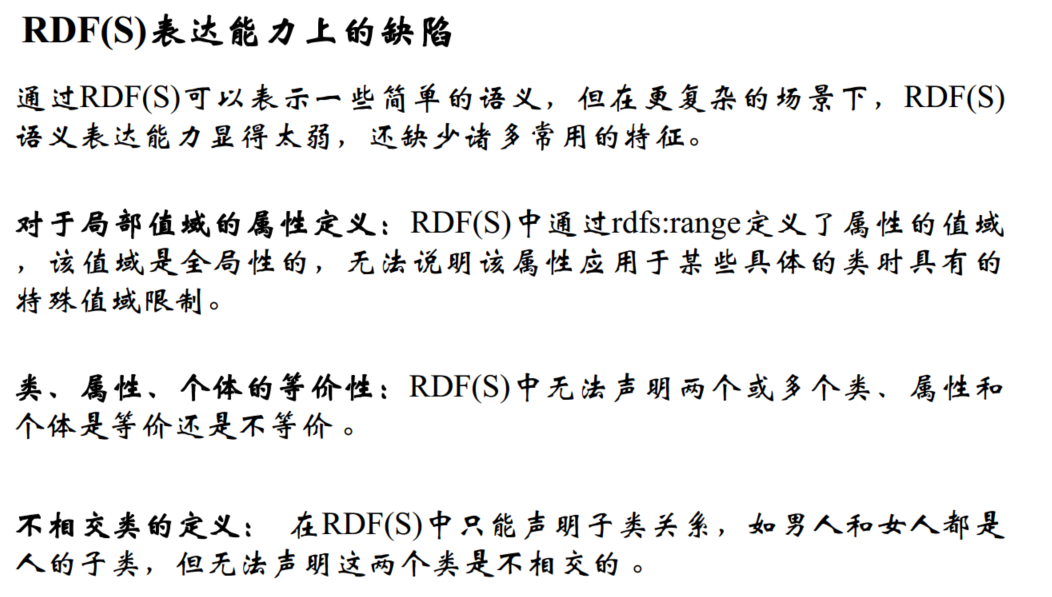 RDF(S)表达能力上的缺陷
通过RDF(S)可以表示一些简单的语义，但在更复杂的场景下，RDF(S)
语义表达能力显得太弱，还缺少诸多常用的特征。
对于局部值域的属性定义：RDF(S)中通过rdfs:range定义了属性的值域
，该值域是全局性的，无法说明该属性应用于某些具体的类时具有的
特殊值域限制。
类、属性、个体的等价性：RDF(S)中无法声明两个或多个类、属性和
个体是等价还是不等价。
不相交类的定义： 在RDF(S)中只能声明子类关系，如男人和女人都是
人的子类，但无法声明这两个类是不相交的。